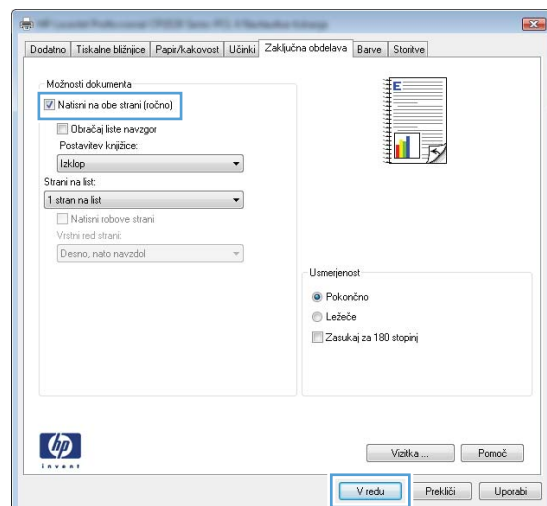 Dodatno Tiskalne bližnjice Papir/kakovost Učinki Zaključna obdelava Barve Storitve
Možnosti dokumenta
Natisni na obe strani (ročno)
Obračaj liste navzgor
Postavitev knjižice:
Izklop
Strani na list:
1 stran na list
Natisni robove strani
Vrstni red strani:
Desno, nato navzdol
E
Usmerjenost
Pokončno
Ležeče
Zasukaj za 180 stopinj
hp
invent
Vizitka ... Pomoč
V redu Prekliči Uporabi